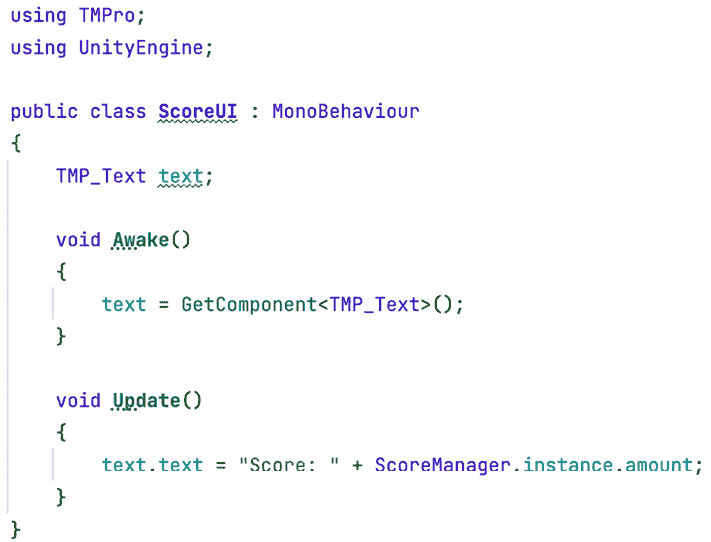 using TMPro;
using UnityEngine;
public class ScoreUI : MonoBehaviour
{
TMP_Text text;
void Awake()
{
text = GetComponent<TMP_Text>();
}
void Update()
{
text.text = "Score: " + ScoreManager.instance.amount;
}
}